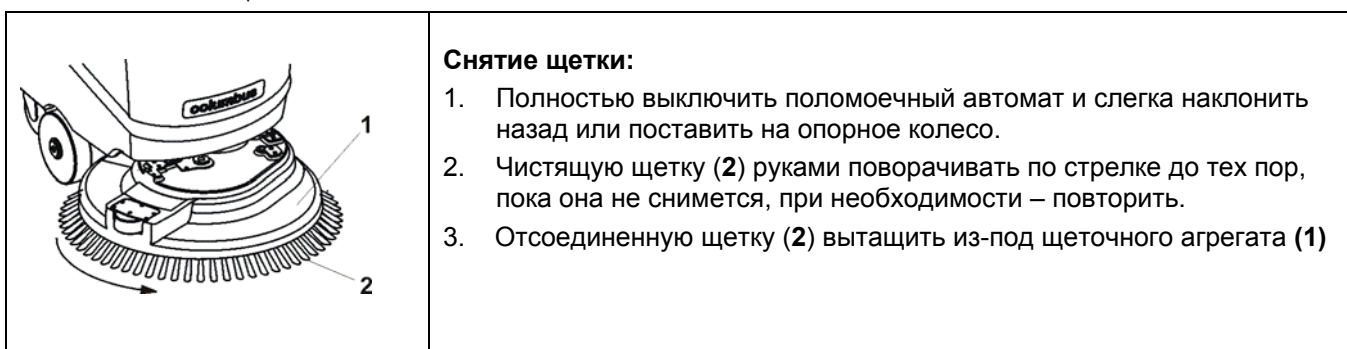 columbus
1
2
Снятие щетки:
1. Полностью выключить поломоечный автомат и слегка наклонить
назад или поставить на опорное колесо.
2. Чистящую щетку (2) руками поворачивать по стрелке до тех пор,
пока она не снимется, при необходимости – повторить.
3. Отсоединенную щетку (2) вытащить из-под щеточного агрегата (1)